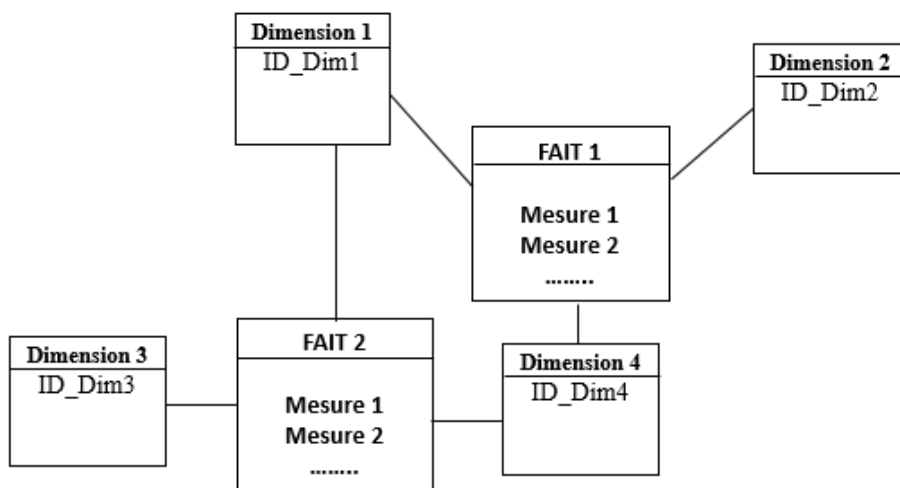 Dimension 1
ID_Dim1
Dimension 2
ID_Dim2
FAIT 1
Mesure 1
Mesure 2
........
Dimension 3
ID_Dim3
FAIT 2
Mesure 1
Mesure 2
........
Dimension 4
ID_Dim4